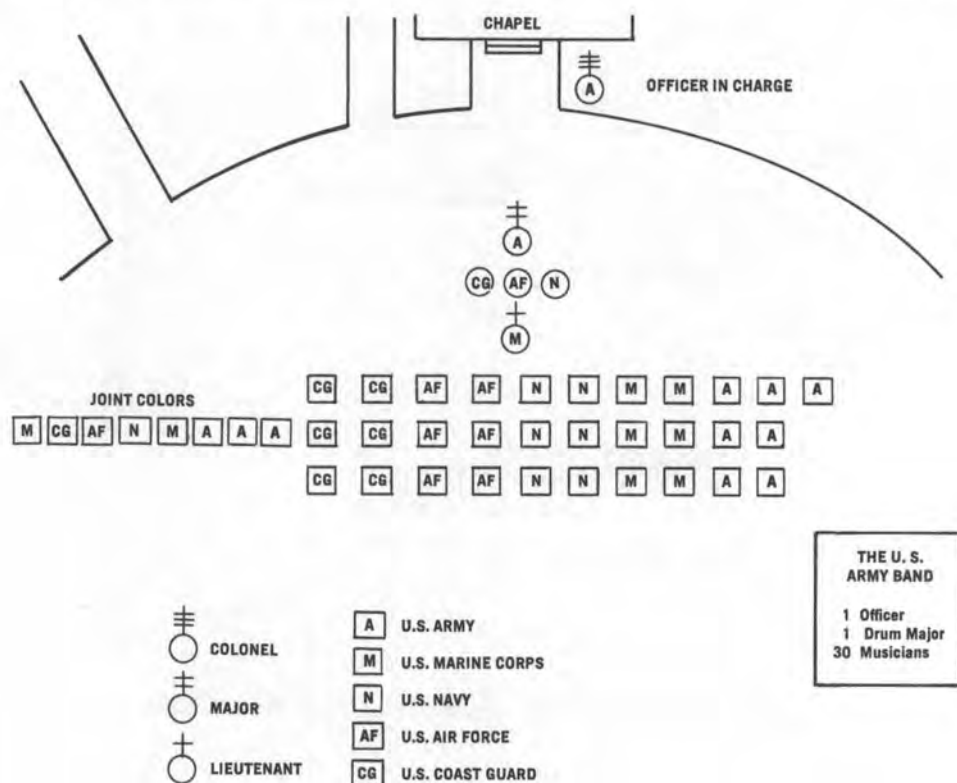 CHAPEL
A
OFFICER IN CHARGE
A
CG AF N
M
CG CG AF AF N N M M A A A
JOINT COLORS
M CG AF N M A A A
CG CG AF AF N N M M A A
CG CG AF AF N N M M A A
THE U. S.
ARMY BAND
1 Officer
1 Drum Major
30 Musicians
COLONEL
MAJOR
LIEUTENANT
A U.S. ARMY
M U.S. MARINE CORPS
N U.S. NAVY
AF U.S. AIR FORCE
CG U.S. COAST GUARD